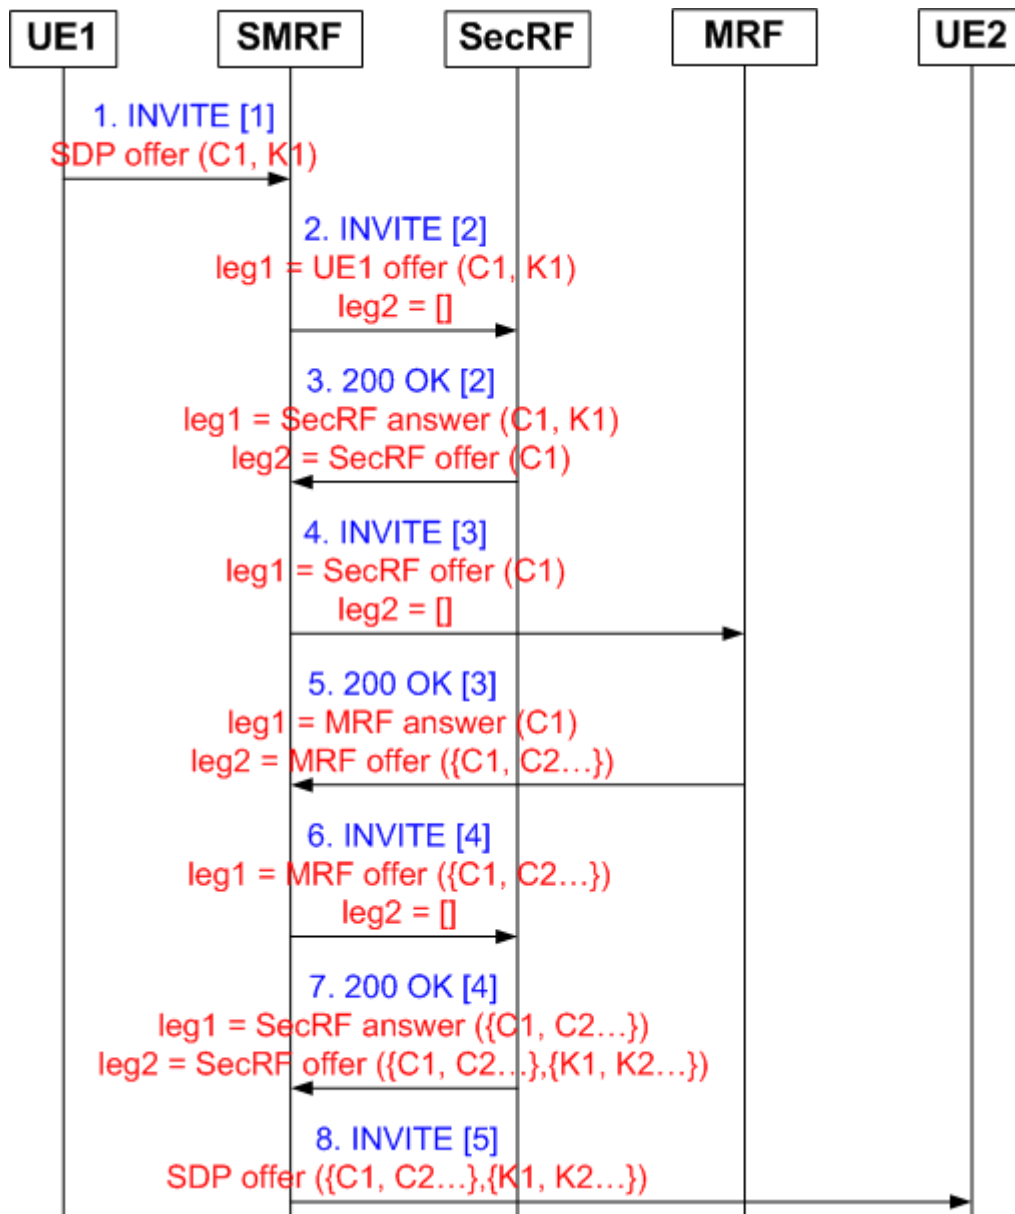 UE1 SMRF SecRF MRF UE2
1. INVITE [1]
SDP offer (C1, K1)
2. INVITE [2]
leg1 = UE1 offer (C1, K1)
leg2 = []
3. 200 OK [2]
leg1 = SecRF answer (C1, K1)
leg2 = SecRF offer (C1)
4. INVITE [3]
leg1 = SecRF offer (C1)
leg2 = []
5. 200 OK [3]
leg1 = MRF answer (C1)
leg2 = MRF offer ({C1, C2...})
6. INVITE [4]
leg1 = MRF offer ({C1, C2...})
leg2 = []
7. 200 OK [4]
leg1 = SecRF answer ({C1, C2...})
leg2 = SecRF offer ({C1, C2...},{K1, K2...})
8. INVITE [5]
SDP offer ({C1, C2...},{K1, K2...})